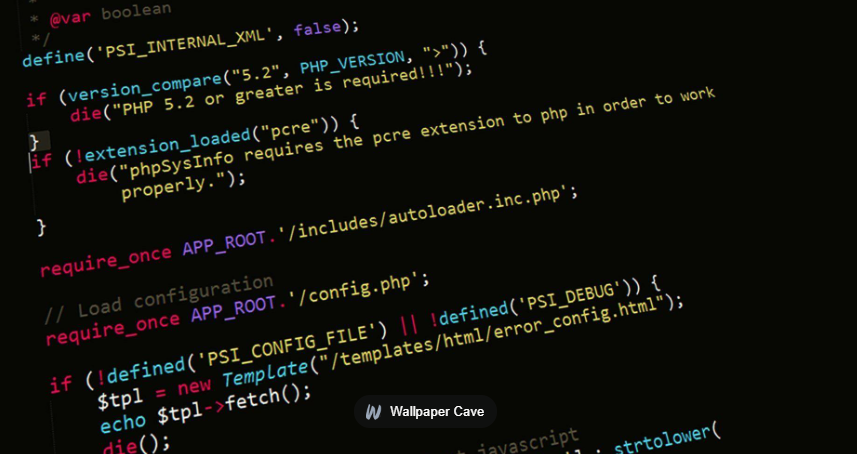 * @var boolean
*/
define('PSI_INTERNAL_XML', false);
if (version_compare("5.2", PHP_VERSION, ">")) {
die("PHP 5.2 or greater is required!!!");
}
if (!extension_loaded("pcre")) {
die("phpSysInfo requires the pcre extension to php in order to work
properly.");
}
require_once APP_ROOT.'/includes/autoloader.inc.php';
// Load configuration
require_once APP_ROOT.'/config.php';
if (!defined('PSI_CONFIG_FILE') || !defined('PSI_DEBUG')) {
$tpl = new Template("/templates/html/error_config.html");
echo $tpl->fetch();
die();
javascript
: strtolower(
Wallpaper Cave